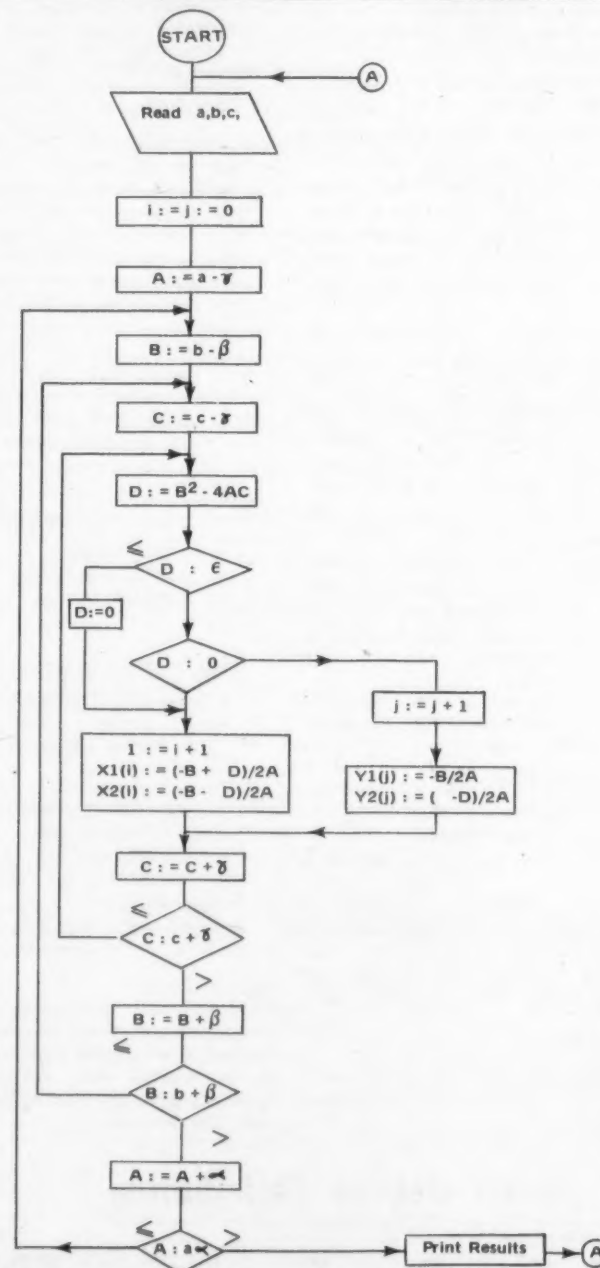 START
A
Read a,b,c,
i : = j : = 0
A : = a - ɤ
B : = b - β
C : = c - ɤ
D : = B² - 4AC
≤
D : ϵ
D:=0
D : 0
j : = j + 1
1 : = i + 1
X1(i) : = (-B + D)/2A
X2(i) : = (-B - D)/2A
Y1(j) : = -B/2A
Y2(j) : = ( -D)/2A
C : = C + ɤ
≤
C : c + ɤ
>
B : = B + β
≤
B : b + β
>
A : = A + α
≤
>
A : a α
Print Results
A